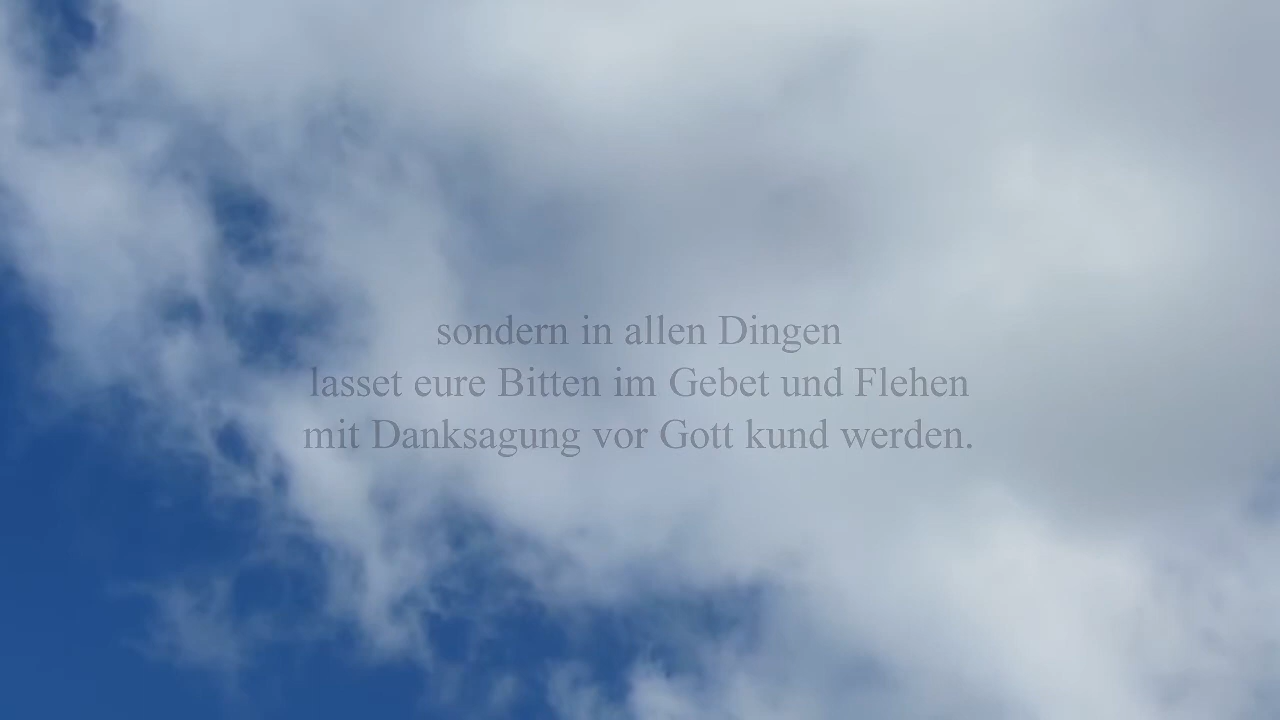 sondern in allen Dingen
lasset eure Bitten im Gebet und Flehen
mit Danksagung vor Gott kund werden.